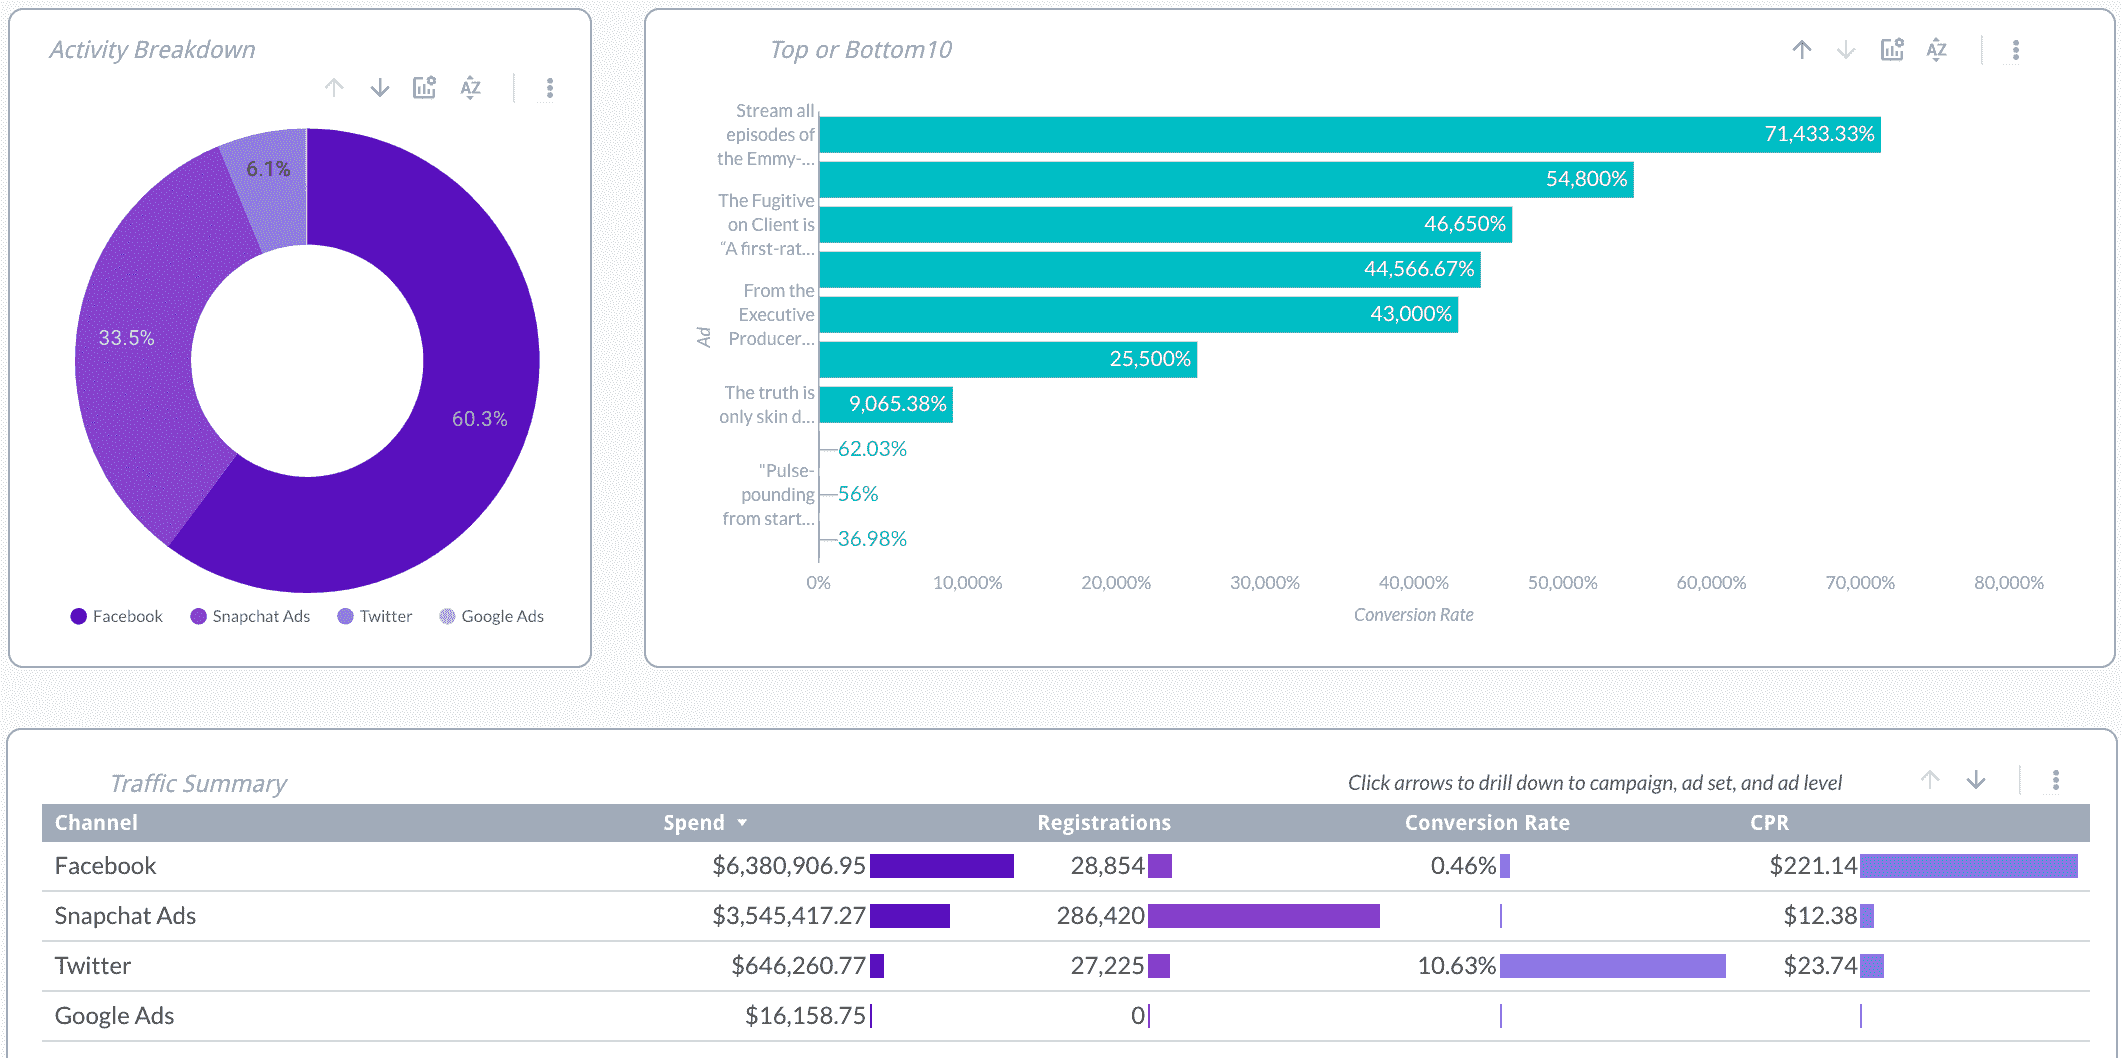 Activity Breakdown
6.1%
33.5%
60.3%
Facebook Snapchat Ads Twitter Google Ads
Top or Bottom10
AZ
AZ
Ad
Stream all
episodes of
the Emmy-...
The Fugitive
on Client is
“A first-rat...
From the
Executive
Producer...
The truth is
only skin d...
"Pulse-
pounding
from start...
71,433.33%
54,800%
46,650%
44,566.67%
43,000%
25,500%
9,065.38%
62.03%
56%
36.98%
0% 10,000% 20,000% 30,000% 40,000% 50,000% 60,000% 70,000% 80,000%
Conversion Rate
Traffic Summary
Click arrows to drill down to campaign, ad set, and ad level
Channel Spend Registrations Conversion Rate CPR
Facebook $6,380,906.95 28,854 0.46% $221.14
Snapchat Ads $3,545,417.27 286,420 $12.38
Twitter $646,260.77 27,225 10.63% $23.74
Google Ads $16,158.75 0